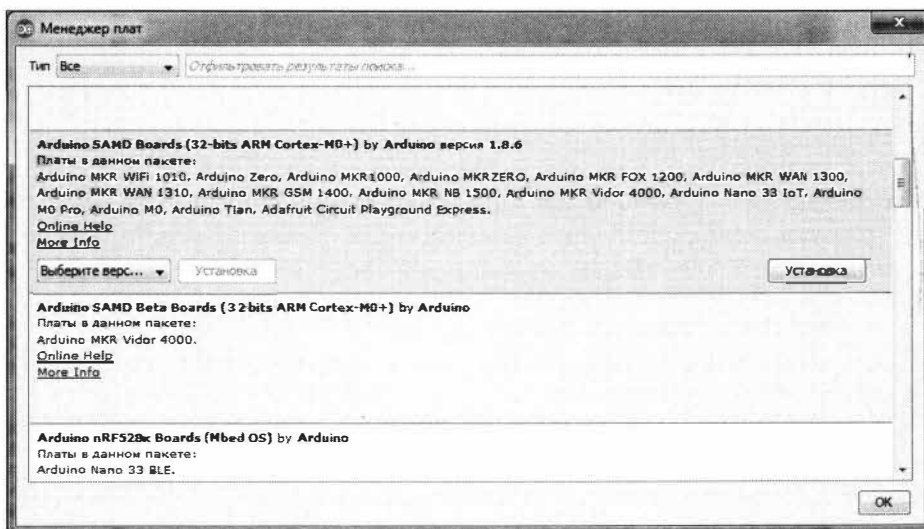 Менеджер плат
Тип Все Отфильтровать результаты поиска...
Arduino SAMD Boards (32-bits ARM Cortex-M0+) by Arduino версия 1.8.6
Платы в данном пакете:
Arduino MKR WiFi 1010, Arduino Zero, Arduino MKR1000, Arduino MKRZERO, Arduino MKR FOX 1200, Arduino MKR WAN 1300,
Arduino MKR WAN 1310, Arduino MKR GSM 1400, Arduino MKR NB 1500, Arduino MKR Vidor 4000, Arduino Nano 33 IoT, Arduino
M0 Pro, Arduino M0, Arduino Tian, Adafruit Circuit Playground Express.
Online Help
More Info
Выберите верс... Установка Установка
Arduino SAMD Beta Boards (32-bits ARM Cortex-M0+) by Arduino
Платы в данном пакете:
Arduino MKR Vidor 4000.
Online Help
More Info
Arduino nRF528x Boards (Mbed OS) by Arduino
Платы в данном пакете:
Arduino Nano 33 BLE.
OK